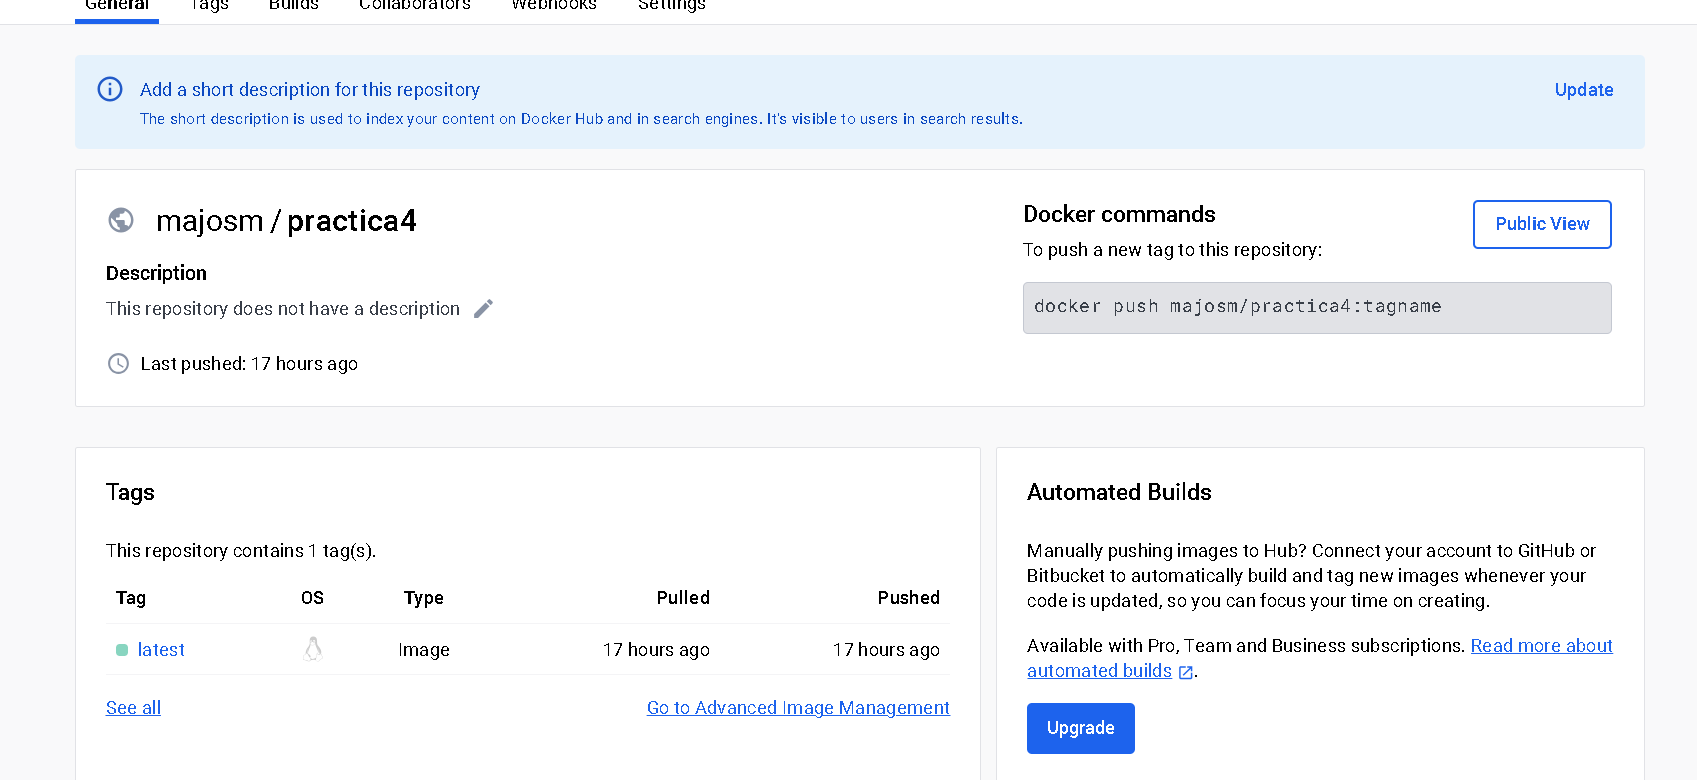 General Tags Builds Collaborators Webhooks Settings
Add a short description for this repository
Update
The short description is used to index your content on Docker Hub and in search engines. It's visible to users in search results.
majosm / practica4
Description
This repository does not have a description
Last pushed: 17 hours ago
Docker commands
Public View
To push a new tag to this repository:
docker push majosm/practica4:tagname
Tags
This repository contains 1 tag(s).
Tag OS Type Pulled Pushed
latest Image 17 hours ago 17 hours ago
See all Go to Advanced Image Management
Automated Builds
Manually pushing images to Hub? Connect your account to GitHub or
Bitbucket to automatically build and tag new images whenever your
code is updated, so you can focus your time on creating.
Available with Pro, Team and Business subscriptions. Read more about
automated builds .
Upgrade